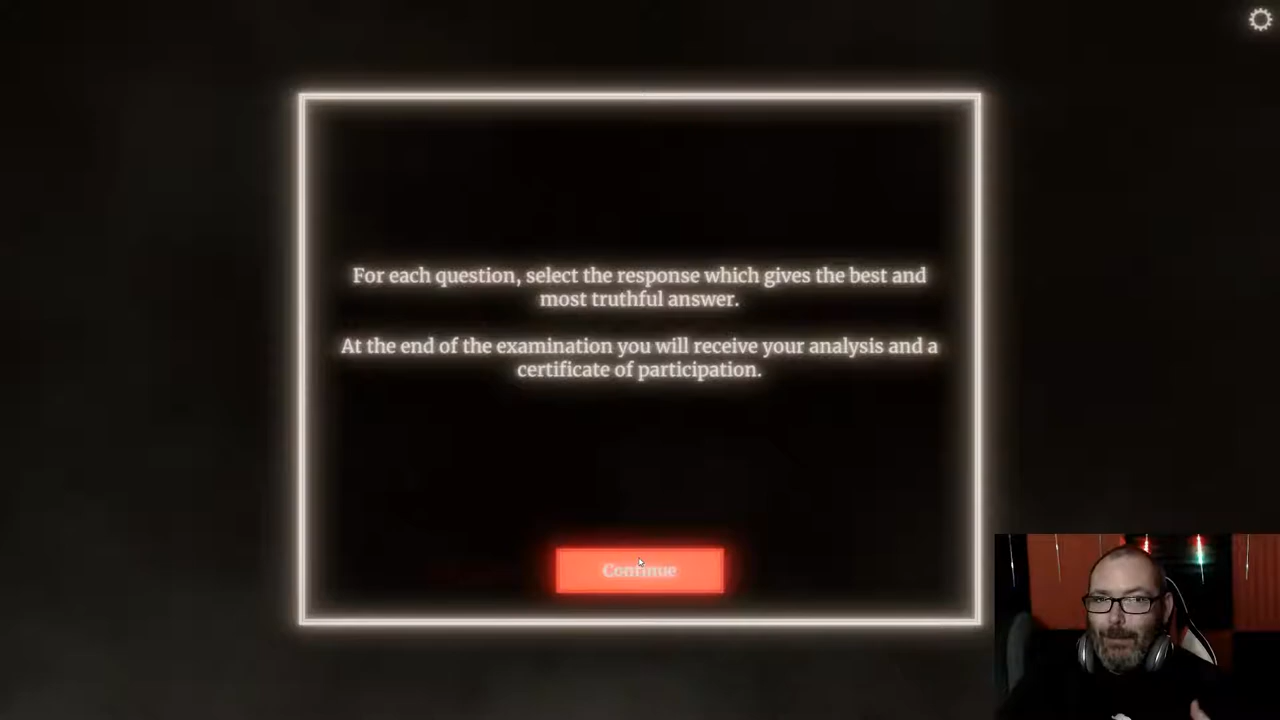 For each question, select the response which gives the best and
most truthful answer.
At the end of the examination you will receive your analysis and a
certificate of participation.
Continue